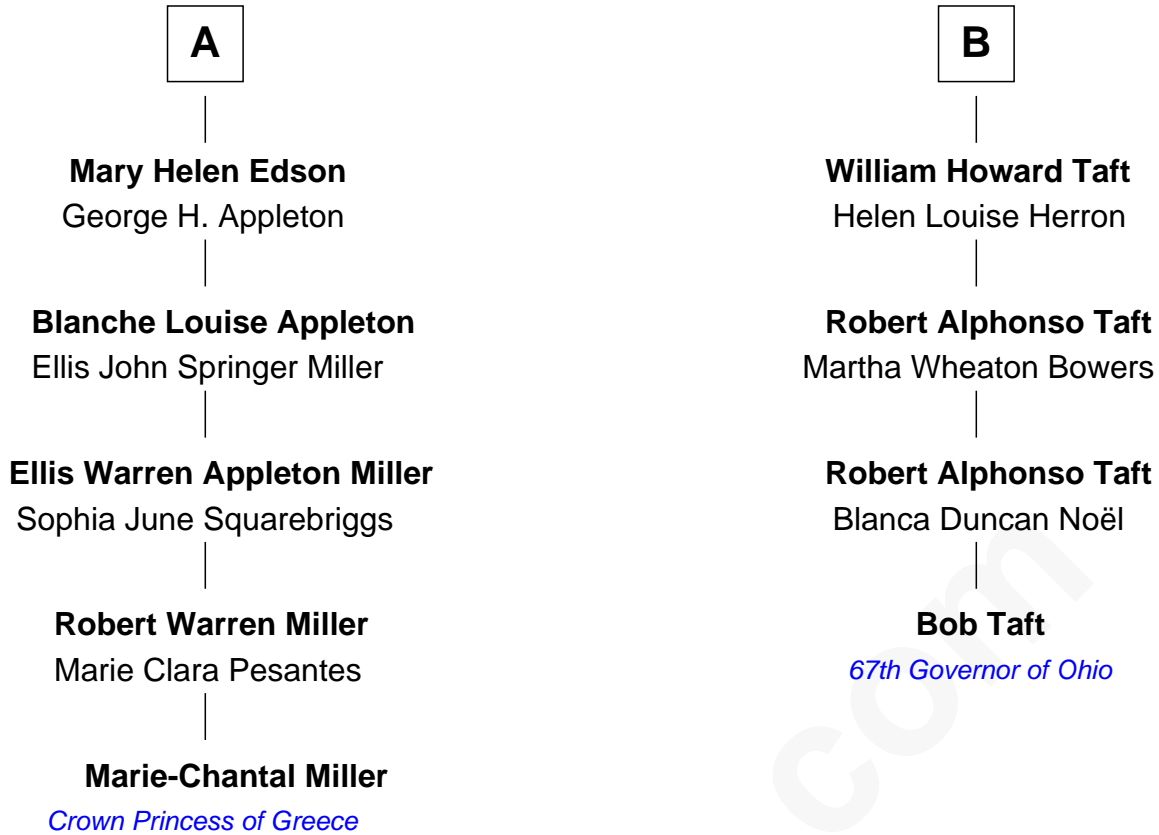 A
Mary Helen Edson
George H. Appleton
Blanche Louise Appleton
Ellis John Springer Miller
Ellis Warren Appleton Miller
Sophia June Squarebriggs
Robert Warren Miller
Marie Clara Pesantes
Marie-Chantal Miller
Crown Princess of Greece
B
William Howard Taft
Helen Louise Herron
Robert Alphonso Taft
Martha Wheaton Bowers
Robert Alphonso Taft
Blanca Duncan Noël
Bob Taft
67th Governor of Ohio
com